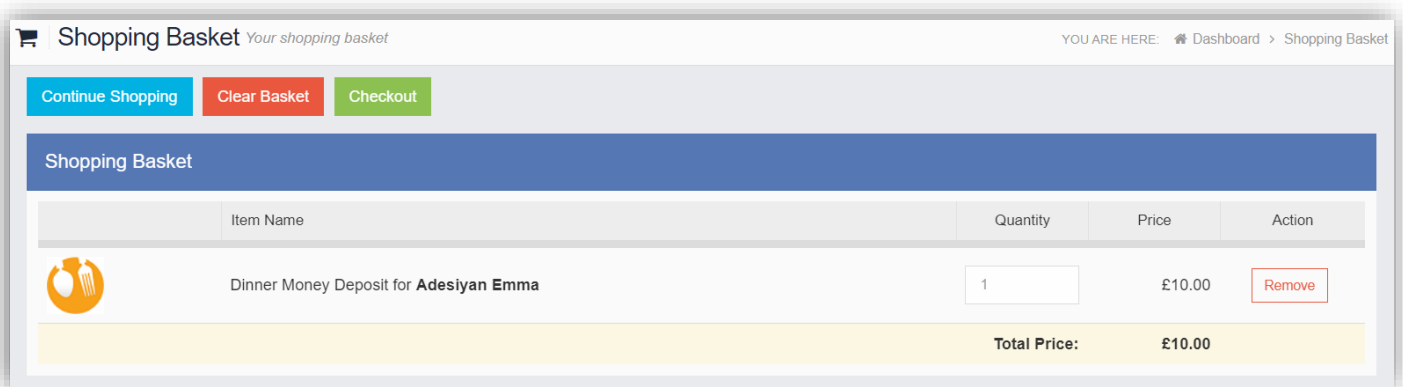 Shopping Basket Your shopping basket YOU ARE HERE: Dashboard > Shopping Basket
Continue Shopping Clear Basket Checkout
Shopping Basket
Item Name Quantity Price Action
Dinner Money Deposit for Adesiyan Emma 1 £10.00 Remove
Total Price: £10.00